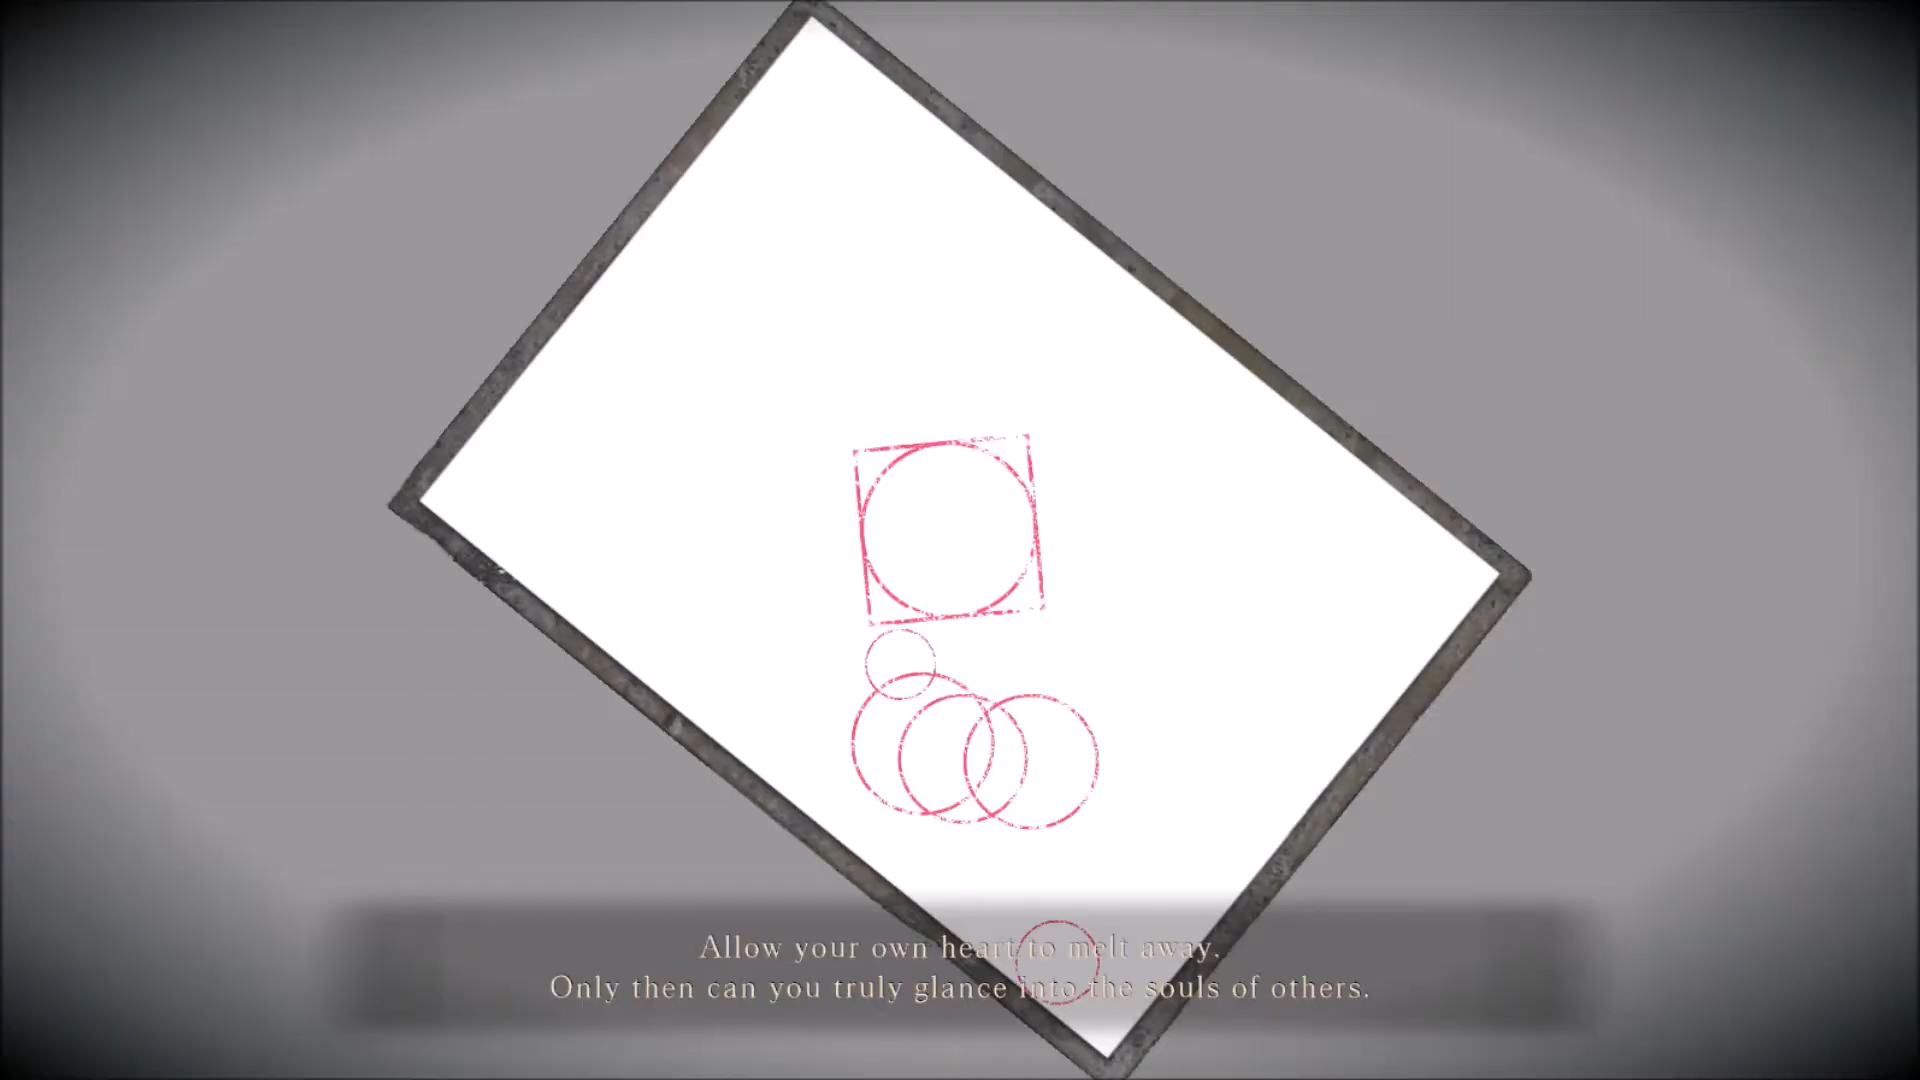 Allow your own heart to melt away.
Only then can you truly glance into the souls of others.